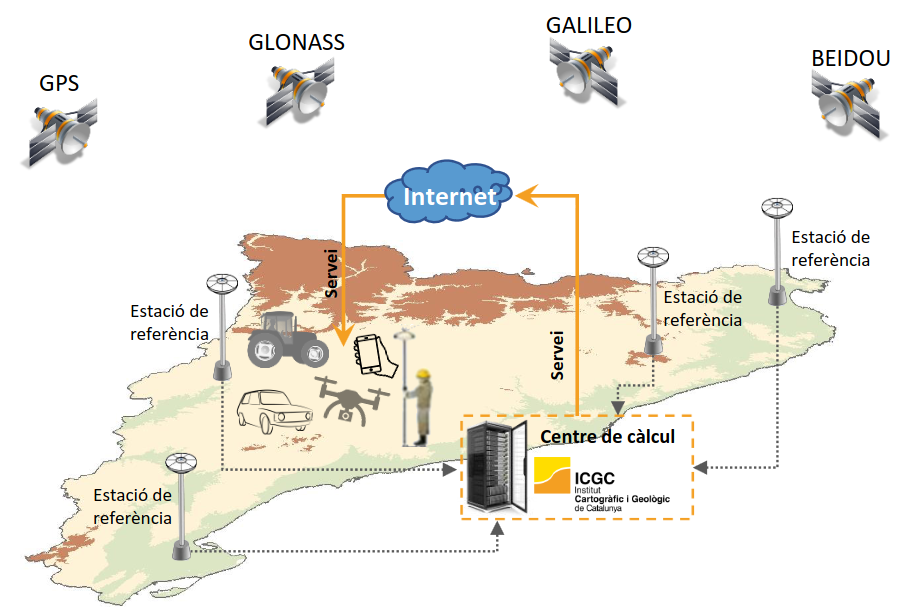 GPS
GLONASS
GALILEO
BEIDOU
Internet
Servei
Servei
Estació de
referència
Estació de
referència
Estació de
referència
Estació de
referència
Centre de càlcul
ICGC
Institut
Cartogràfic i Geològic
de Catalunya